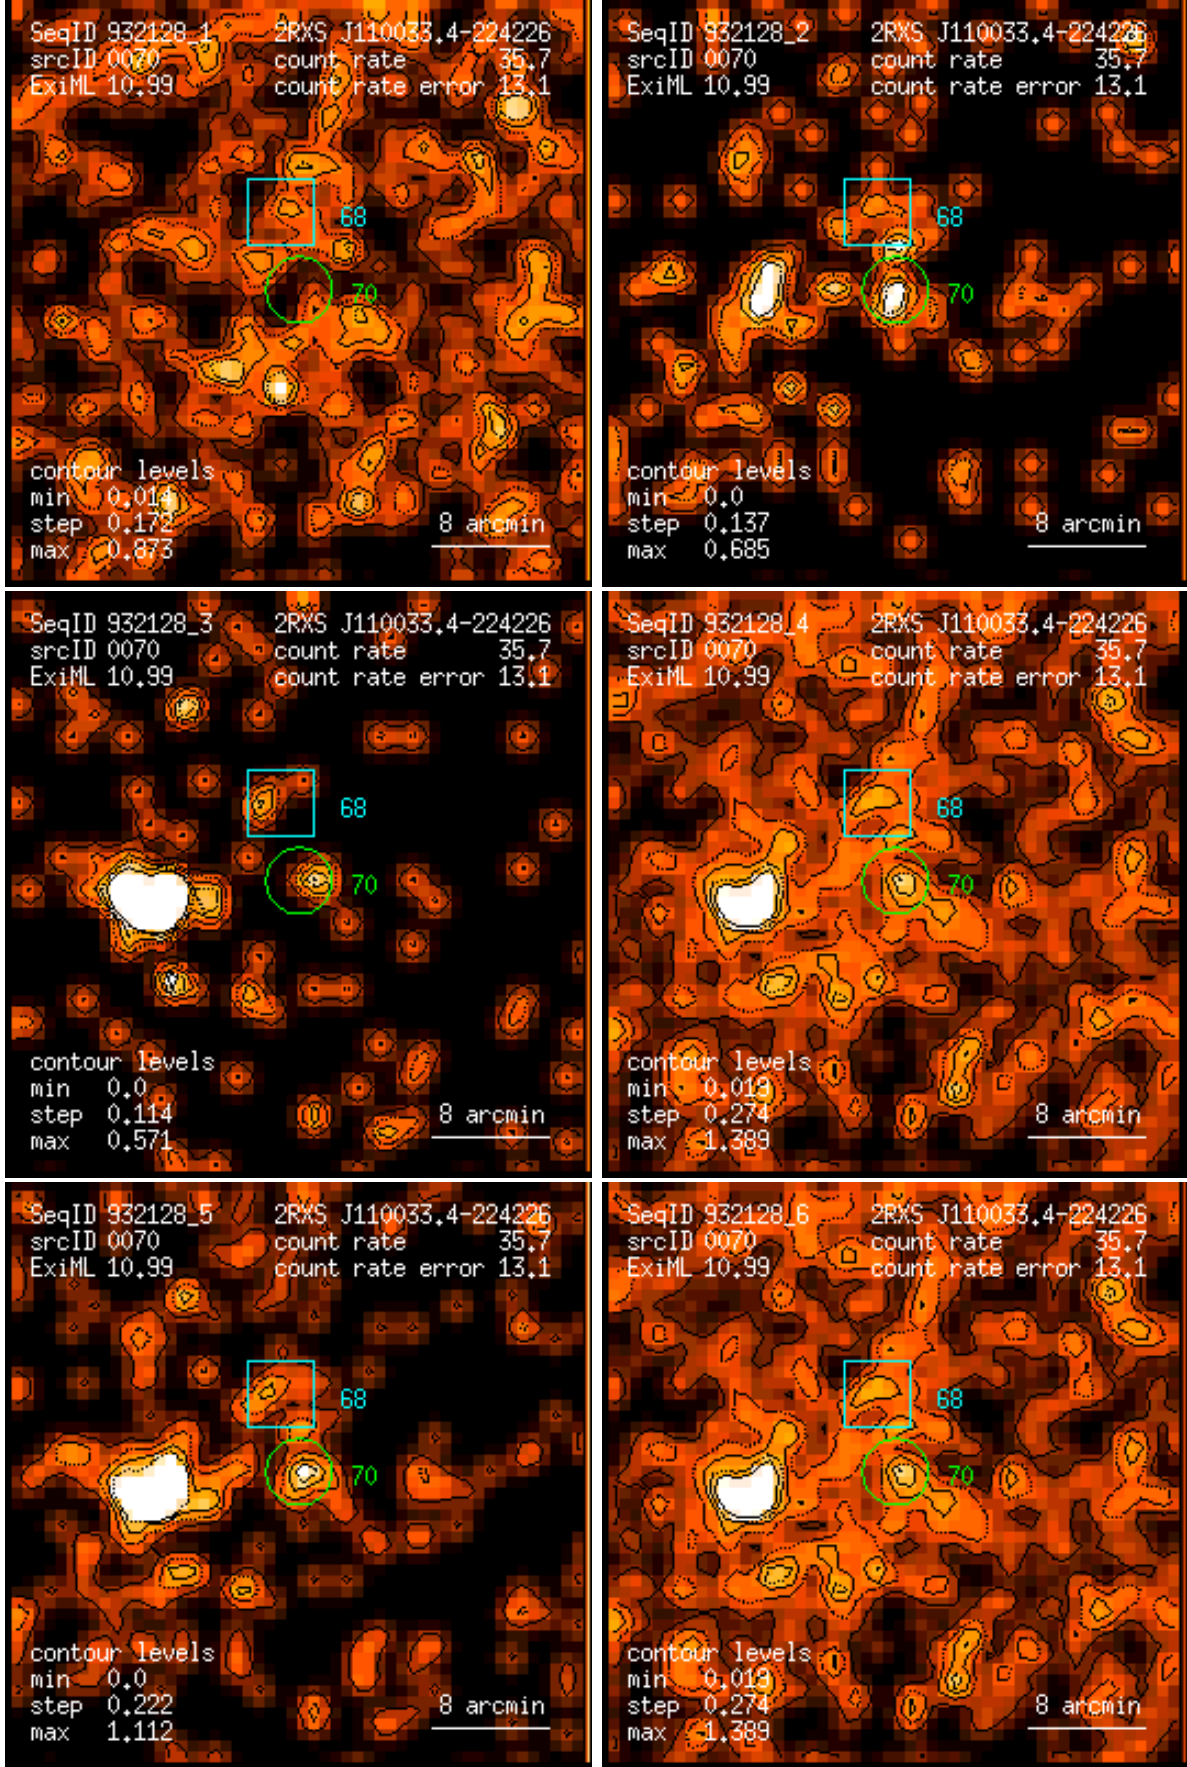 SeqID 932128_1 2RXS J110033.4-224226
srcID 0070 count rate 35.7
ExiML 10.99 count rate error 13.1
68
70
contour levels
min 0.014
step 0.172
max 0.873
8 arcmin
SeqID 932128_2 2RXS J110033.4-224226
srcID 0070 count rate 35.7
ExiML 10.99 count rate error 13.1
68
70
contour levels
min 0.0
step 0.137
max 0.685
8 arcmin
SeqID 932128_3 2RXS J110033.4-224226
srcID 0070 count rate 35.7
ExiML 10.99 count rate error 13.1
68
70
contour levels
min 0.0
step 0.114
max 0.571
8 arcmin
SeqID 932128_4 2RXS J110033.4-224226
srcID 0070 count rate 35.7
ExiML 10.99 count rate error 13.1
68
70
contour levels
min 0.019
step 0.274
max 1.389
8 arcmin
SeqID 932128_5 2RXS J110033.4-224226
srcID 0070 count rate 35.7
ExiML 10.99 count rate error 13.1
68
70
contour levels
min 0.0
step 0.222
max 1.112
8 arcmin
SeqID 932128_6 2RXS J110033.4-224226
srcID 0070 count rate 35.7
ExiML 10.99 count rate error 13.1
68
70
contour levels
min 0.019
step 0.274
max 1.389
8 arcmin